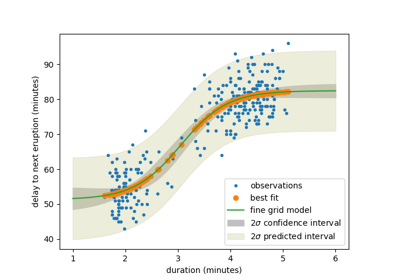 90
80
70
60
50
40
delay to next eruption (minutes)
observations
best fit
fine grid model
2σ confidence interval
2σ predicted interval
1 2 3 4 5 6
duration (minutes)